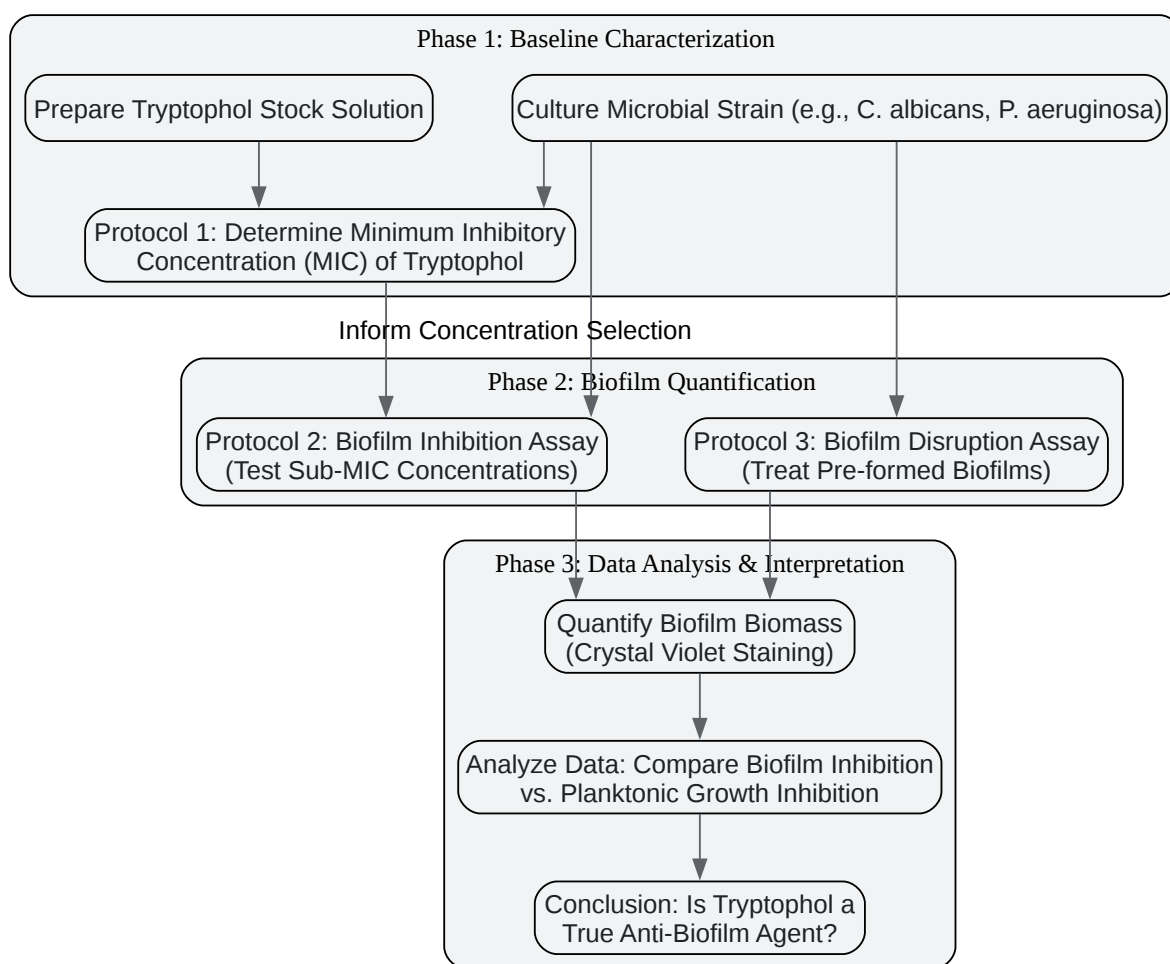 Phase 1: Baseline Characterization
Prepare Tryptophol Stock Solution
Culture Microbial Strain (e.g., C. albicans, P. aeruginosa)
Protocol 1: Determine Minimum Inhibitory
Concentration (MIC) of Tryptophol
Inform Concentration Selection
Phase 2: Biofilm Quantification
Protocol 2: Biofilm Inhibition Assay
(Test Sub-MIC Concentrations)
Protocol 3: Biofilm Disruption Assay
(Treat Pre-formed Biofilms)
Phase 3: Data Analysis & Interpretation
Quantify Biofilm Biomass
(Crystal Violet Staining)
Analyze Data: Compare Biofilm Inhibition
vs. Planktonic Growth Inhibition
Conclusion: Is Tryptophol a
True Anti-Biofilm Agent?